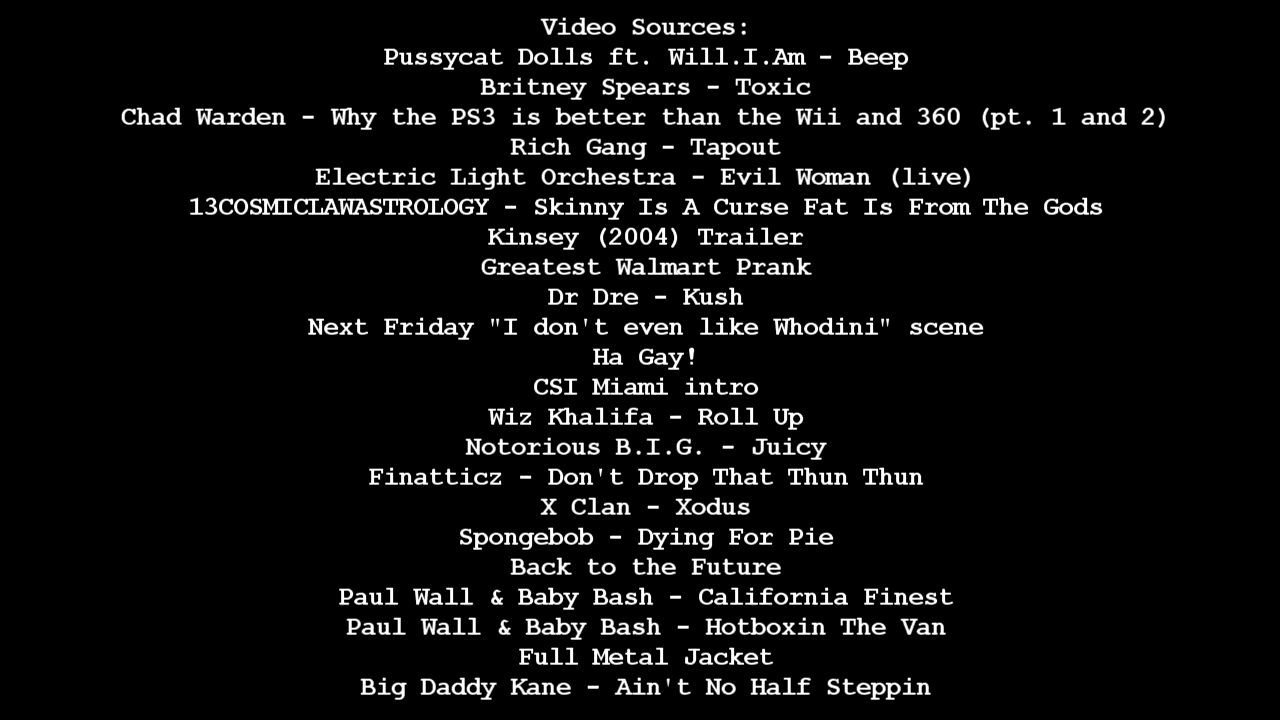 Video Sources:
Pussycat Dolls ft. Will.I.Am - Beep
Britney Spears - Toxic
Chad Warden - Why the PS3 is better than the Wii and 360 (pt. 1 and 2)
Rich Gang - Tapout
Electric Light Orchestra - Evil Woman (live)
13COSMICLAWASTROLOGY - Skinny Is A Curse Fat Is From The Gods
Kinsey (2004) Trailer
Greatest Walmart Prank
Dr Dre - Kush
Next Friday "I don't even like Whodini" scene
Ha Gay!
CSI Miami intro
Wiz Khalifa - Roll Up
Notorious B.I.G. - Juicy
Finatticz - Don't Drop That Thun Thun
X Clan - Xodus
Spongebob - Dying For Pie
Back to the Future
Paul Wall & Baby Bash - California Finest
Paul Wall & Baby Bash - Hotboxin The Van
Full Metal Jacket
Big Daddy Kane - Ain't No Half Steppin